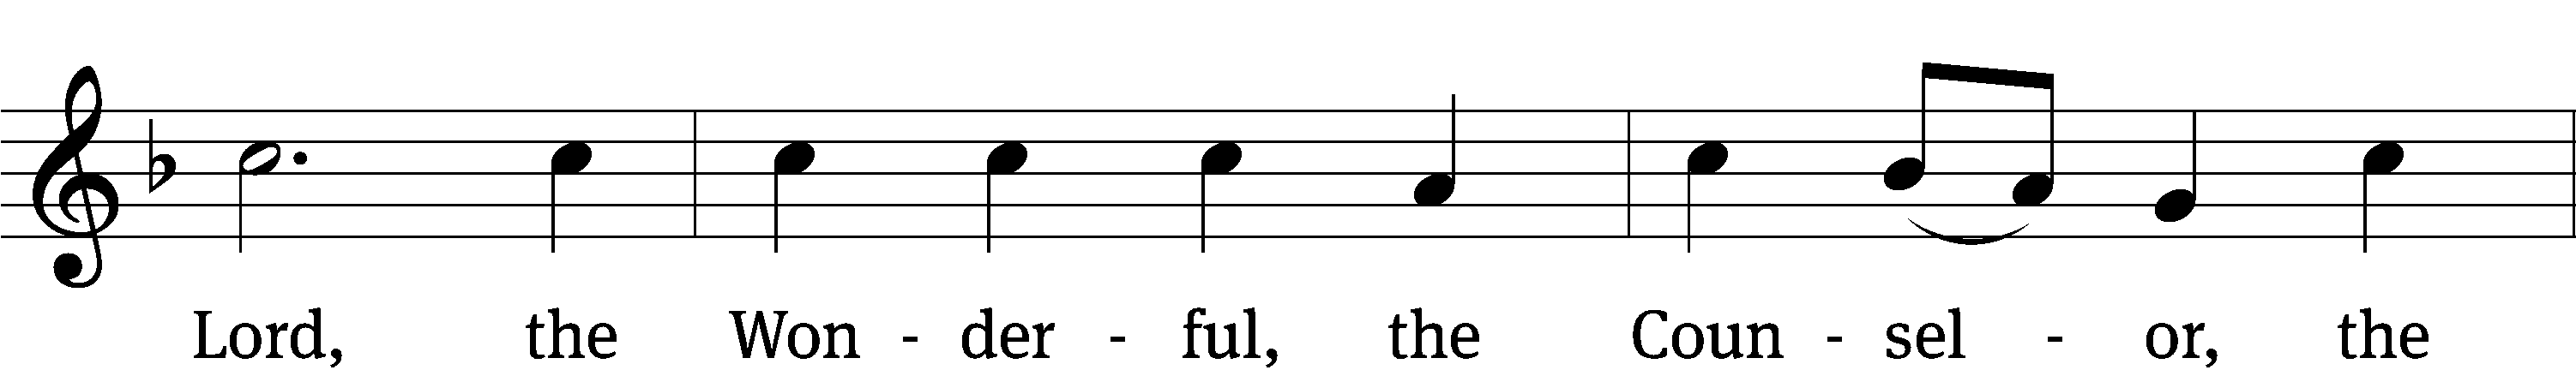 Lord, the Won - der - ful, the Coun - sel - or, the